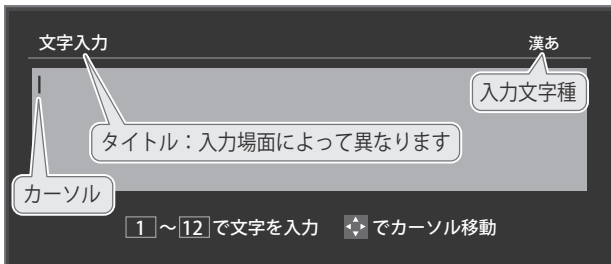 文字入力 漢あ
入力文字種
タイトル：入力場面によって異なります
カーソル
1～12で文字を入力 でカーソル移動